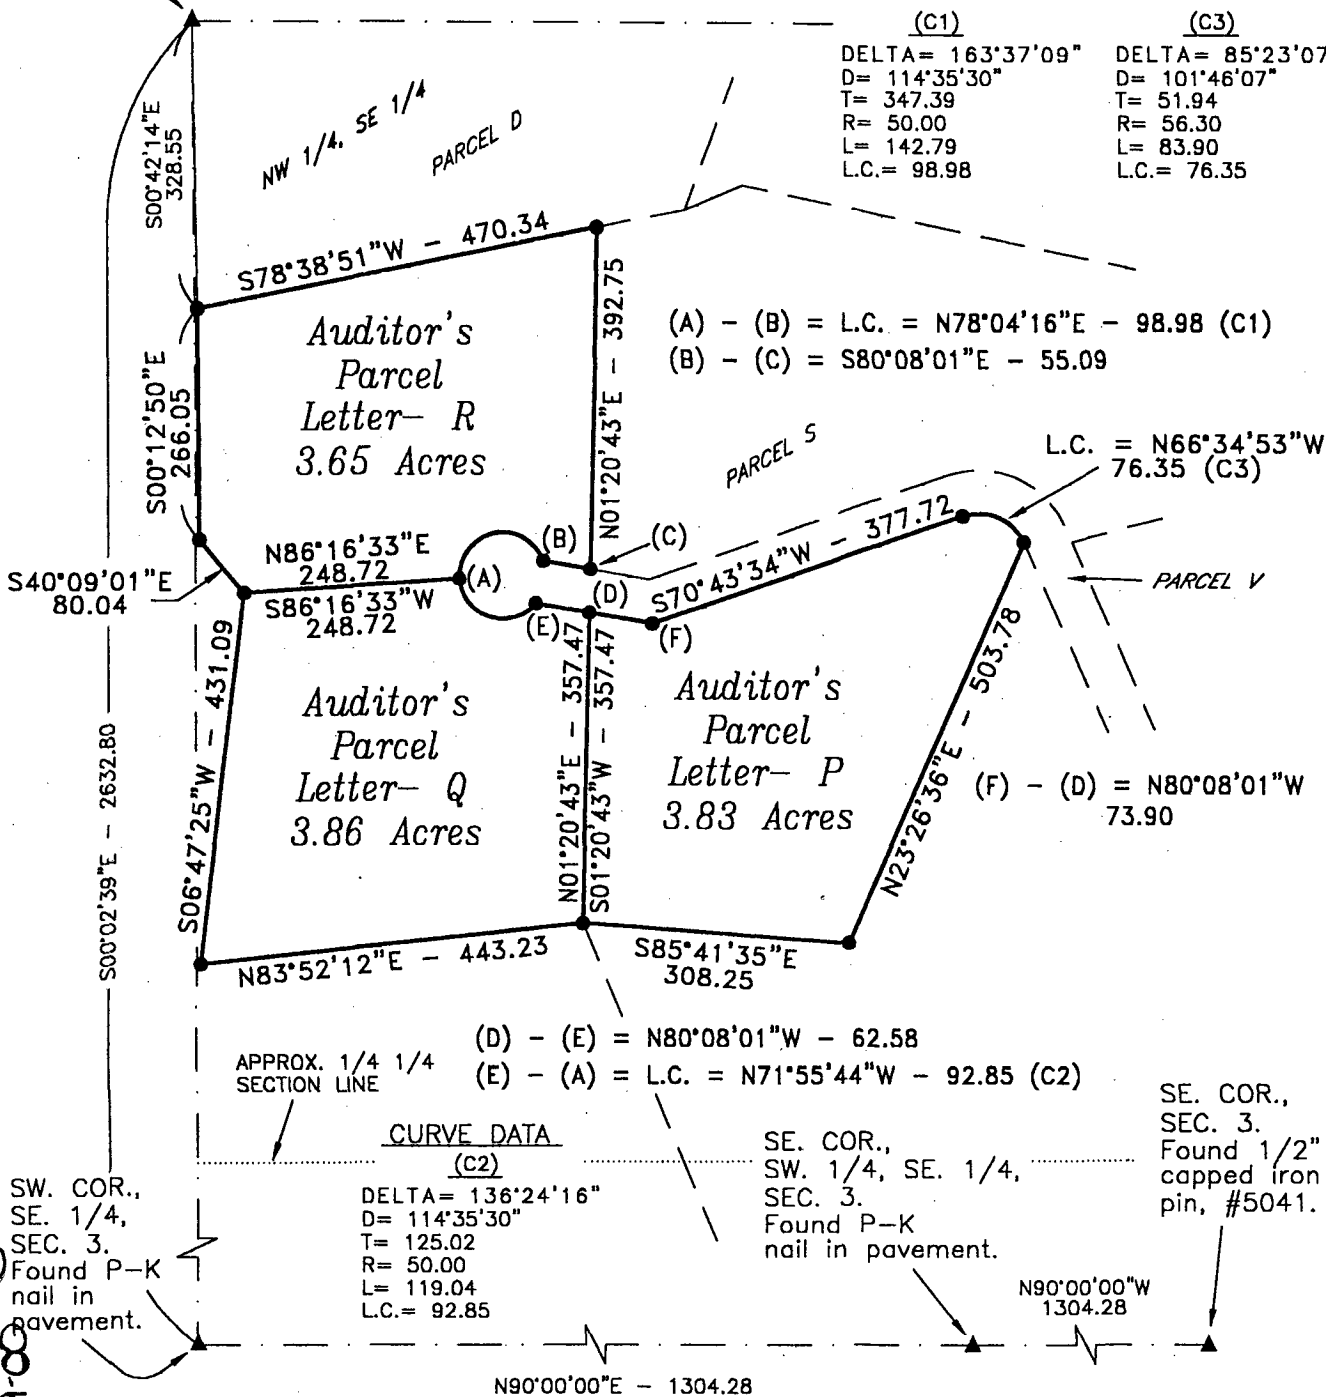 (C1)
DELTA= 163°37'09"
D= 114°35'30"
T= 347.39
R= 50.00
L= 142.79
L.C.= 98.98
(C3)
DELTA= 85°23'07
D= 101°46'07"
T= 51.94
R= 56.30
L= 83.90
L.C.= 76.35
S00°42'14"E
328.55
NW 1/4, SE 1/4
PARCEL D
S78°38'51"W - 470.34
Auditor's
Parcel
Letter- R
3.65 Acres
N01°20'43"E - 392.75
(A) - (B) = L.C. = N78°04'16"E - 98.98 (C1)
(B) - (C) = S80°08'01"E - 55.09
S00°12'50"E
266.05
PARCEL S
L.C. = N66°34'53"W
76.35 (C3)
S40°09'01"E
80.04
N86°16'33"E
248.72
S86°16'33"W
248.72
(A)
(B)
(C)
(D)
(E)
(F)
S70°43'34"W - 377.72
PARCEL V
S06°47'25"W - 431.09
Auditor's
Parcel
Letter- Q
3.86 Acres
N01°20'43"E - 357.47
S01°20'43"W - 357.47
Auditor's
Parcel
Letter- P
3.83 Acres
N23°26'36"E - 503.78
(F) - (D) = N80°08'01"W
73.90
S00°02'39"E - 2632.80
N83°52'12"E - 443.23
S85°41'35"E
308.25
(D) - (E) = N80°08'01"W - 62.58
(E) - (A) = L.C. = N71°55'44"W - 92.85 (C2)
APPROX. 1/4 1/4
SECTION LINE
CURVE DATA
(C2)
DELTA= 136°24'16"
D= 114°35'30"
T= 125.02
R= 50.00
L= 119.04
L.C.= 92.85
SW. COR.,
SE. 1/4,
SEC. 3.
Found P-K
nail in
pavement.
SE. COR.,
SW. 1/4, SE. 1/4,
SEC. 3.
Found P-K
nail in pavement.
SE. COR.,
SEC. 3.
Found 1/2"
capped iron
pin, #5041.
N90°00'00"W
1304.28
N90°00'00"E - 1304.28